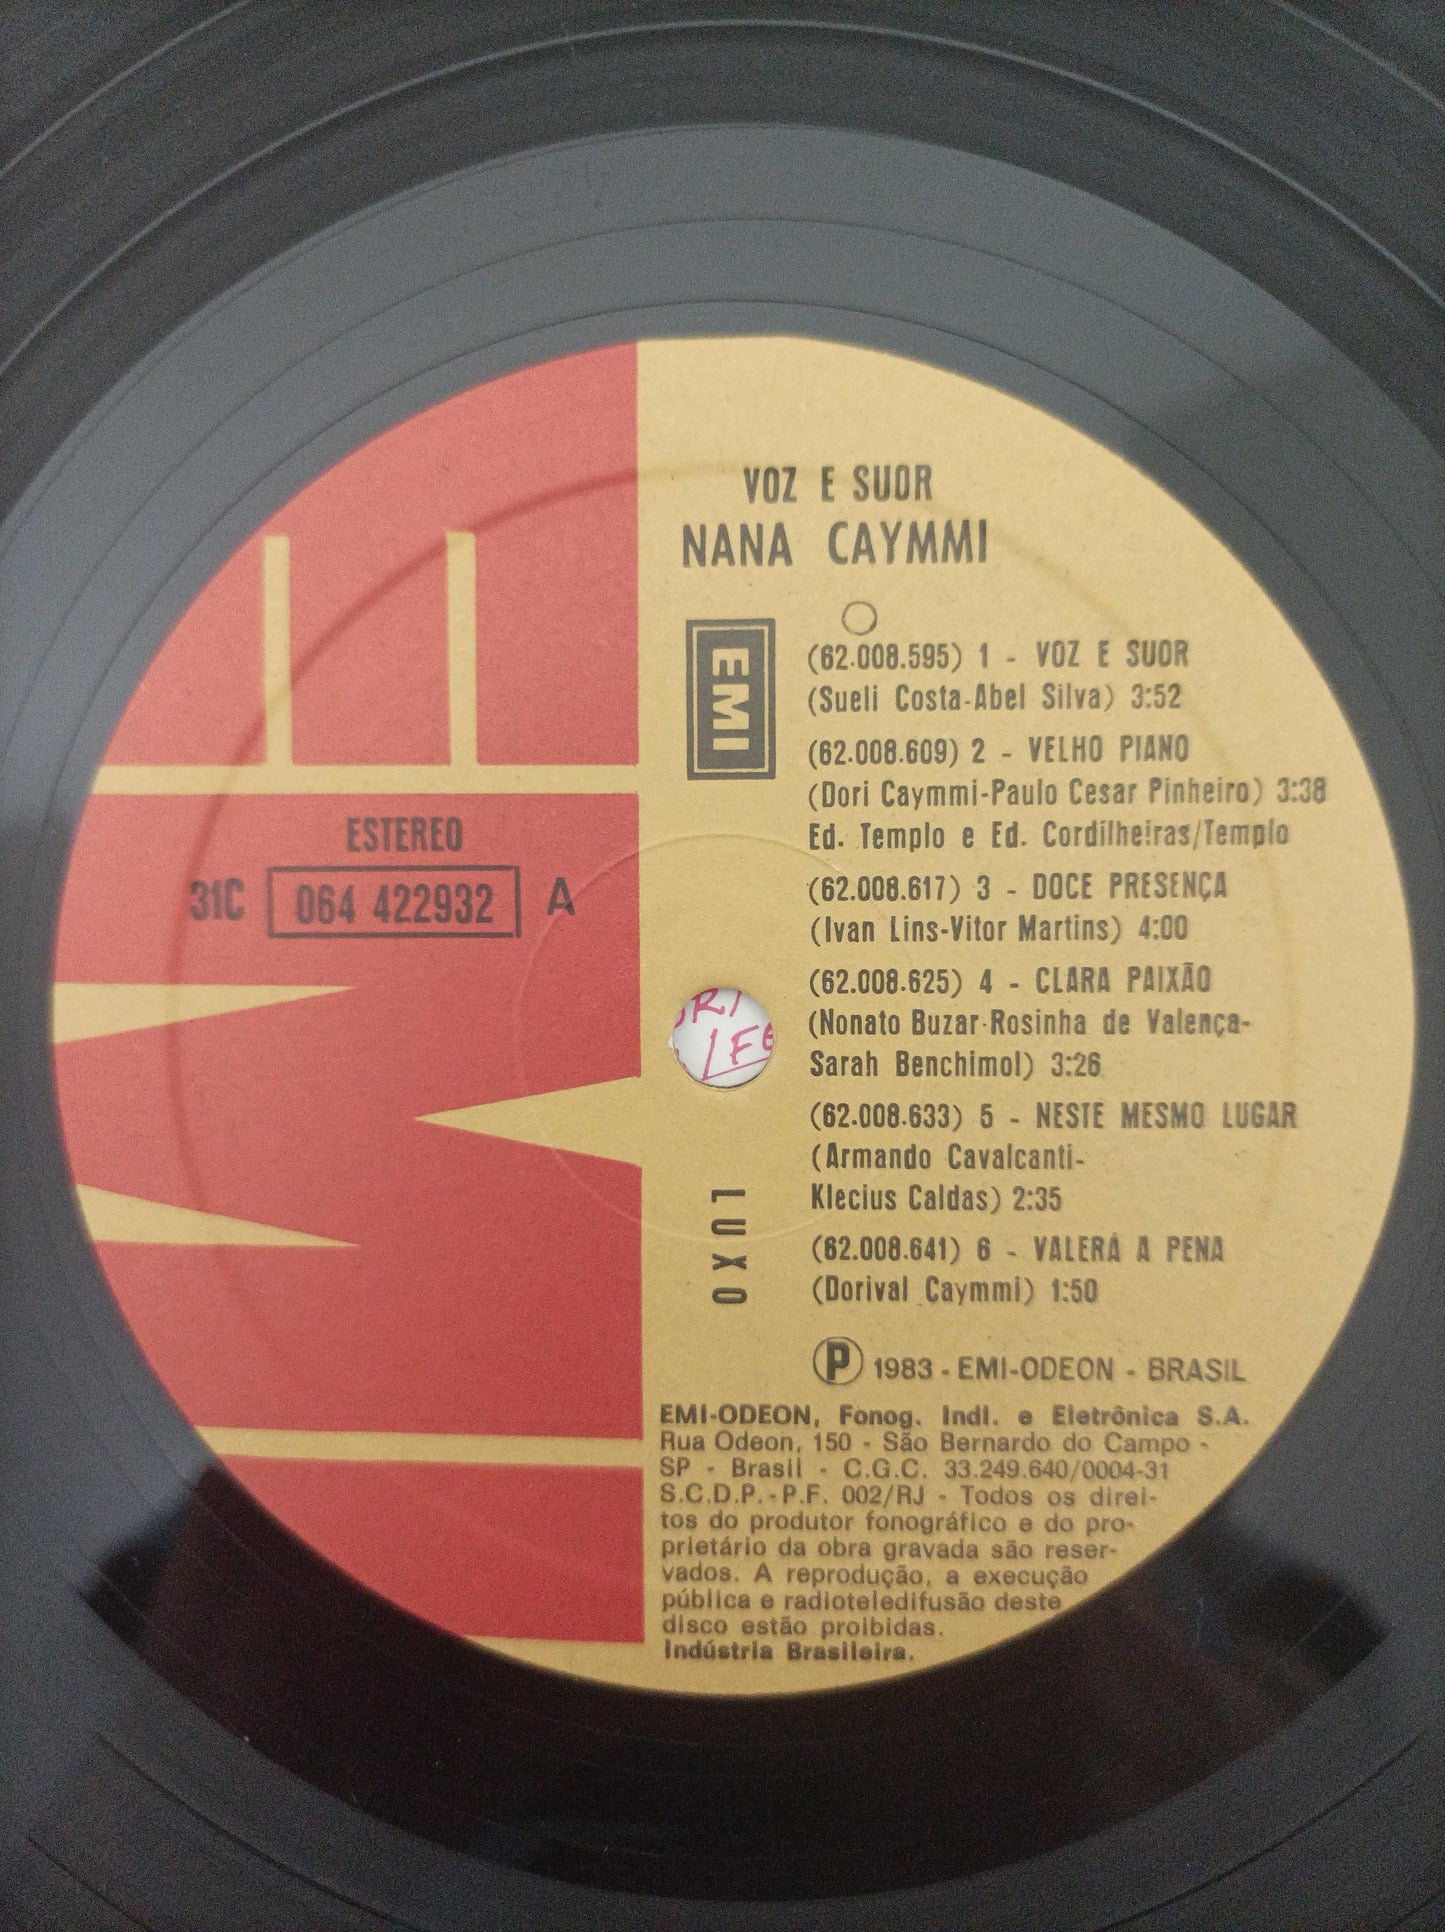 VOZ E SUOR
NANA CAYMMI
EMI
(62.008.595) 1 - VOZ E SUOR
(Sueli Costa-Abel Silva) 3:52
(62.008.609) 2 - VELHO PIANO
(Dori Caymmi-Paulo Cesar Pinheiro) 3:38
Ed. Templo e Ed. Cordilheiras/Templo
(62.008.617) 3 - DOCE PRESENÇA
(Ivan Lins-Vitor Martins) 4:00
(62.008.625) 4 - CLARA PAIXÃO
(Nonato Buzar-Rosinha de Valença-
Sarah Benchimol) 3:26
(62.008.633) 5 - NESTE MESMO LUGAR
(Armando Cavalcanti-
Klecius Caldas) 2:35
(62.008.641) 6 - VALERÁ A PENA
(Dorival Caymmi) 1:50
ESTEREO
31C 064 422932 A
LUXO
Ⓟ 1983 - EMI-ODEON - BRASIL
EMI-ODEON, Fonog. Indl. e Eletrônica S.A.
Rua Odeon, 150 - São Bernardo do Campo -
SP - Brasil - C.G.C. 33.249.640/0004-31
S.C.D.P.-P.F. 002/RJ - Todos os direi-
tos do produtor fonográfico e do pro-
prietário da obra gravada são reser-
vados. A reprodução, a execução
pública e radioteledifusão deste
disco estão proibidas.
Indústria Brasileira.